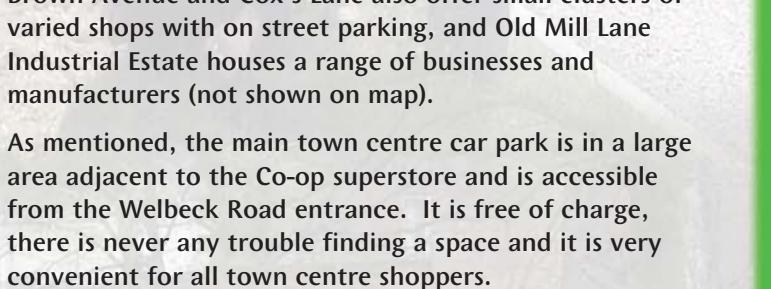 Brown Avenue and Cox's Lane also offer small clusters of
varied shops with on street parking, and Old Mill Lane
Industrial Estate houses a range of businesses and
manufacturers (not shown on map).
As mentioned, the main town centre car park is in a large
area adjacent to the Co-op superstore and is accessible
from the Welbeck Road entrance.  It is free of charge,
there is never any trouble finding a space and it is very
convenient for all town centre shoppers.